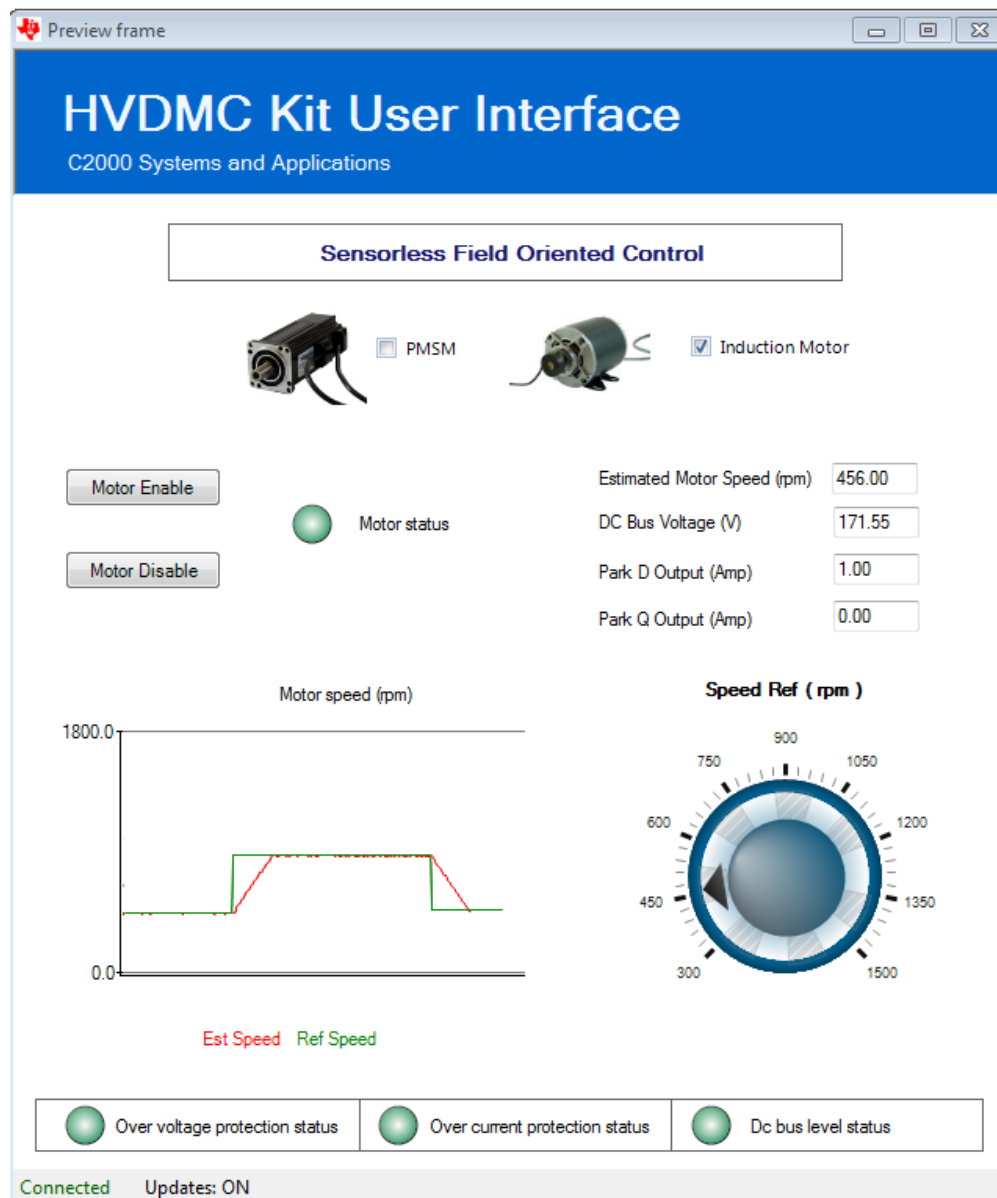 Preview frame
HVDMC Kit User Interface
C2000 Systems and Applications
Sensorless Field Oriented Control
PMSM
Induction Motor
Motor Enable
Motor status
Motor Disable
Estimated Motor Speed (rpm) 456.00
DC Bus Voltage (V) 171.55
Park D Output (Amp) 1.00
Park Q Output (Amp) 0.00
Motor speed (rpm)
1800.0
0.0
Est Speed Ref Speed
Speed Ref ( rpm )
900
750 1050
600 1200
450 1350
300 1500
Over voltage protection status Over current protection status Dc bus level status
Connected Updates: ON